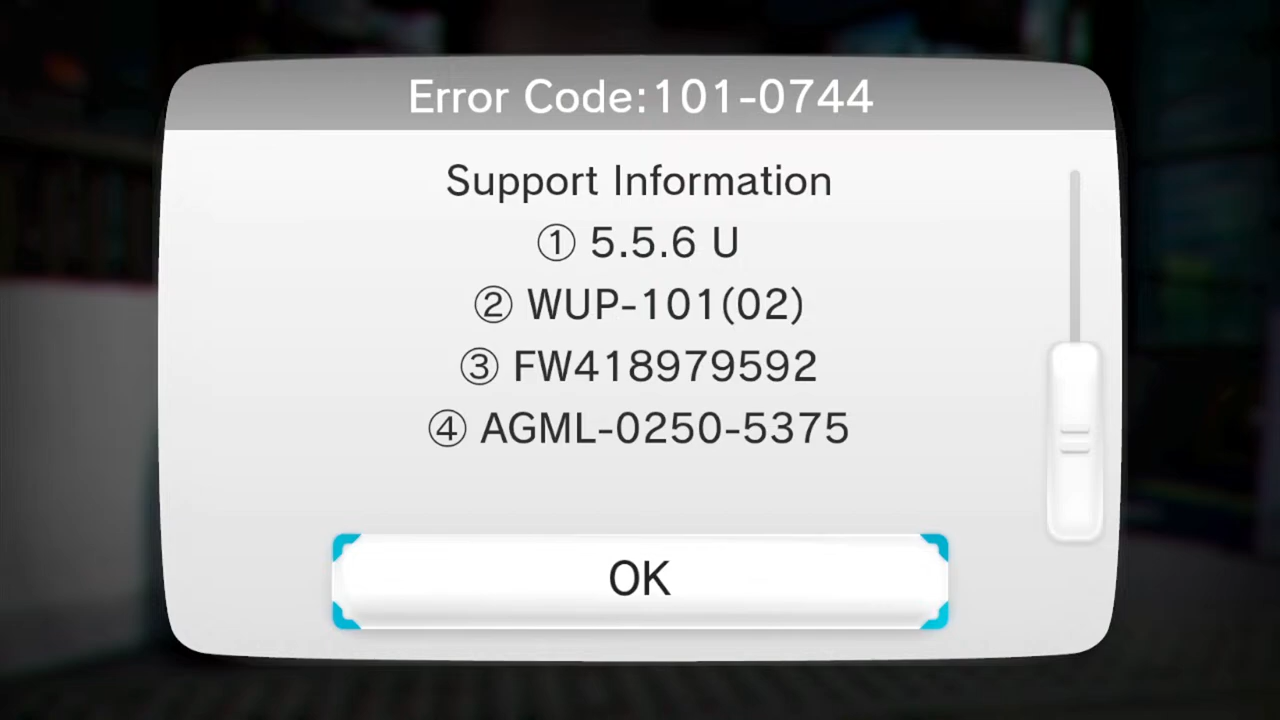 Error Code:101-0744
Support Information
① 5.5.6 U
② WUP-101(02)
③ FW418979592
④ AGML-0250-5375
OK